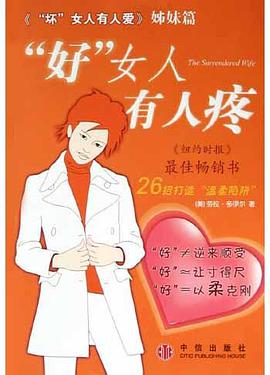 《“坏”女人有人爱》姊妹篇
“好”女人
The Surrendered Wife
有人疼
《纽约时报》
最佳畅销书
26招打造“温柔陷阱”
(美)劳拉·多伊尔 著
“好”≠逆来顺受
“好”≃让寸得尺
“好”=以柔克刚
中信出版社
CITIC PUBLISHING HOUSE